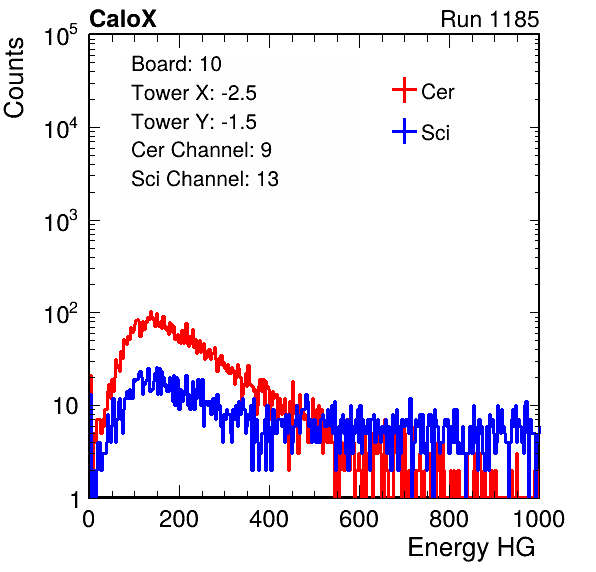 CaloX Run 1185
10^5
10^4
10^3
10^2
10
1
Counts
Board: 10
Tower X: -2.5
Tower Y: -1.5
Cer Channel: 9
Sci Channel: 13
Cer
Sci
0 200 400 600 800 1000
Energy HG